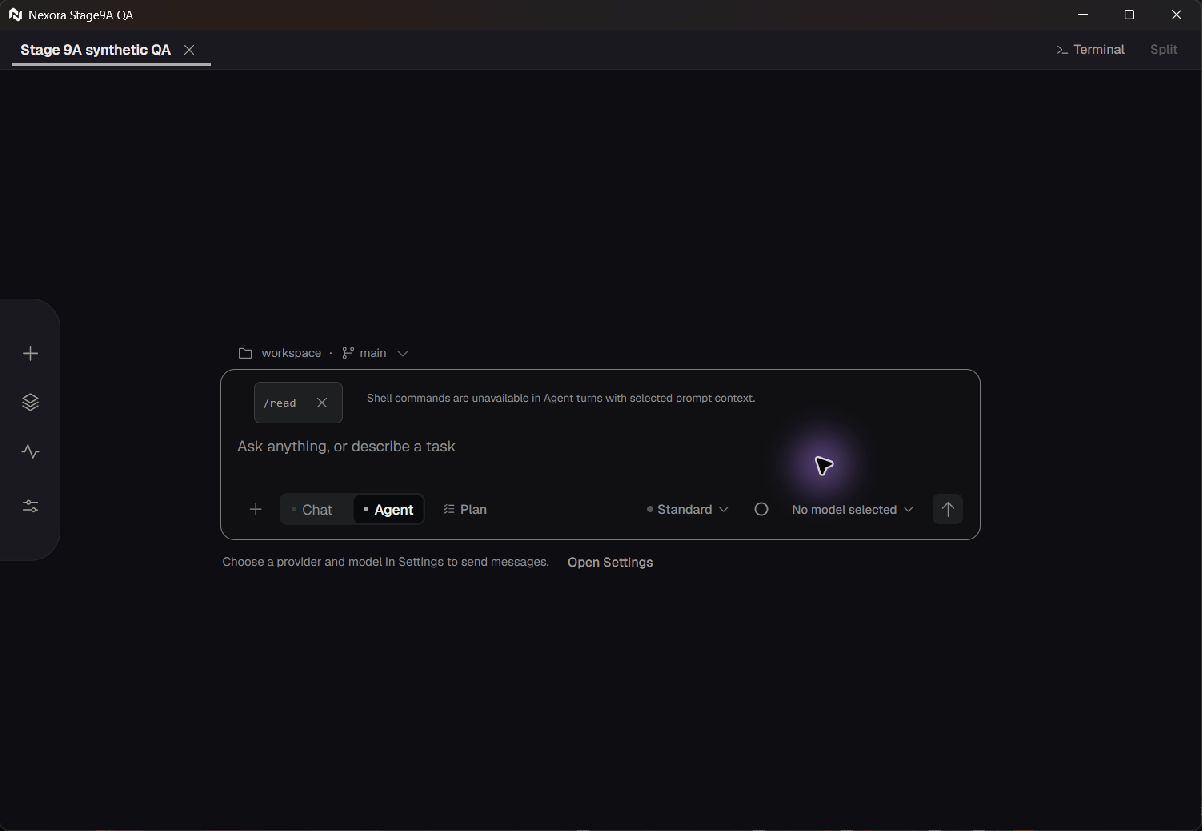 Nexora Stage9A QA
Stage 9A synthetic QA
Terminal
Split
workspace · main
/read
Shell commands are unavailable in Agent turns with selected prompt context.
Ask anything, or describe a task
Chat
Agent
Plan
Standard
No model selected
Choose a provider and model in Settings to send messages.
Open Settings